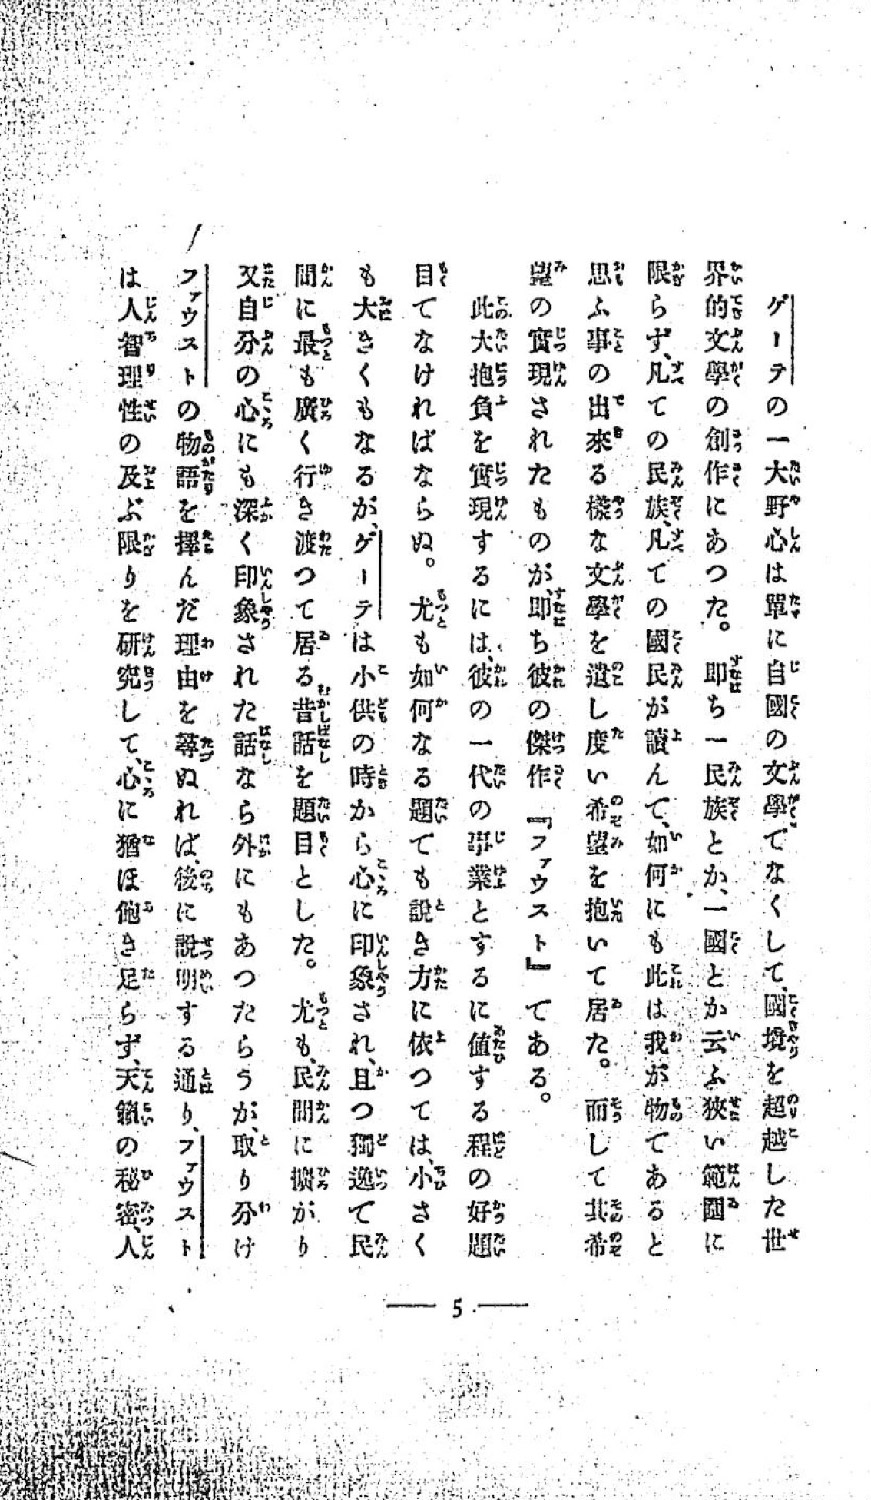 ゲーテの一大野心は單に自國の文學でなくして、國境を超越した世
界的文學の創作にあつた。即ち一民族とか、一國とか云ふ狹い範圍に
限らず、凡ての民族、凡ての國民が讀んで、如何にも此は我が物であると
思ふ事の出來る樣な文學を遺し度い希望を抱いて居た。而して其希
望の實現されたものが、即ち彼の傑作『ファウスト』である。
此大抱負を實現するには、彼の一代の事業とするに値する程の好題
目でなければならぬ。尤も如何なる題でも說き方に依つては、小さく
も大きくもなるが、ゲーテは小供の時から心に印象され、且つ獨逸で民
間に最も廣く行き渡つて居る昔話を題目とした。尤も、民間に擴がり
又自分の心にも深く印象された話なら外にもあつたらうが、取り分け
ファウストの物語を擇んだ理由を尋ぬれば、後に說明する通り、ファウスト
は人智理性の及ぶ限りを研究して、心に猶ほ飽き足らず、天籟の秘密、人
5